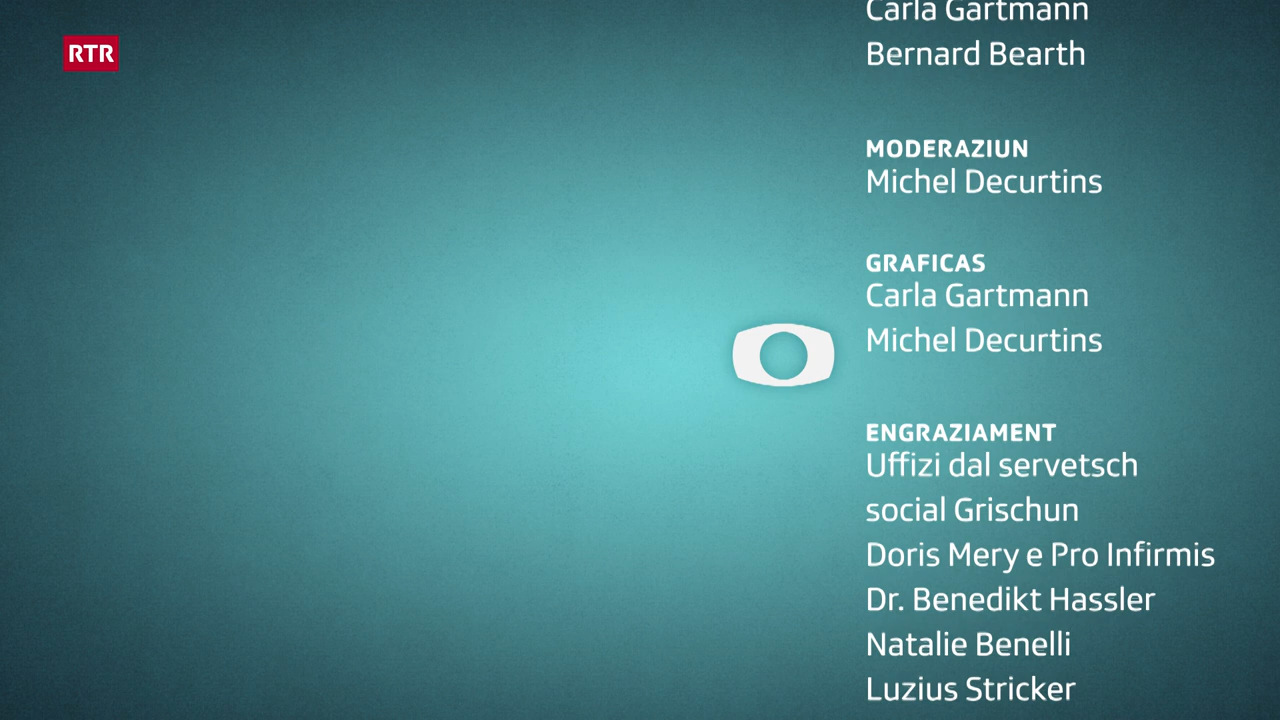 RTR
Carla Gartmann
Bernard Bearth
MODERAZIUN
Michel Decurtins
GRAFICAS
Carla Gartmann
Michel Decurtins
ENGRAZIAMENT
Uffizi dal servetsch
social Grischun
Doris Mery e Pro Infirmis
Dr. Benedikt Hassler
Natalie Benelli
Luzius Stricker